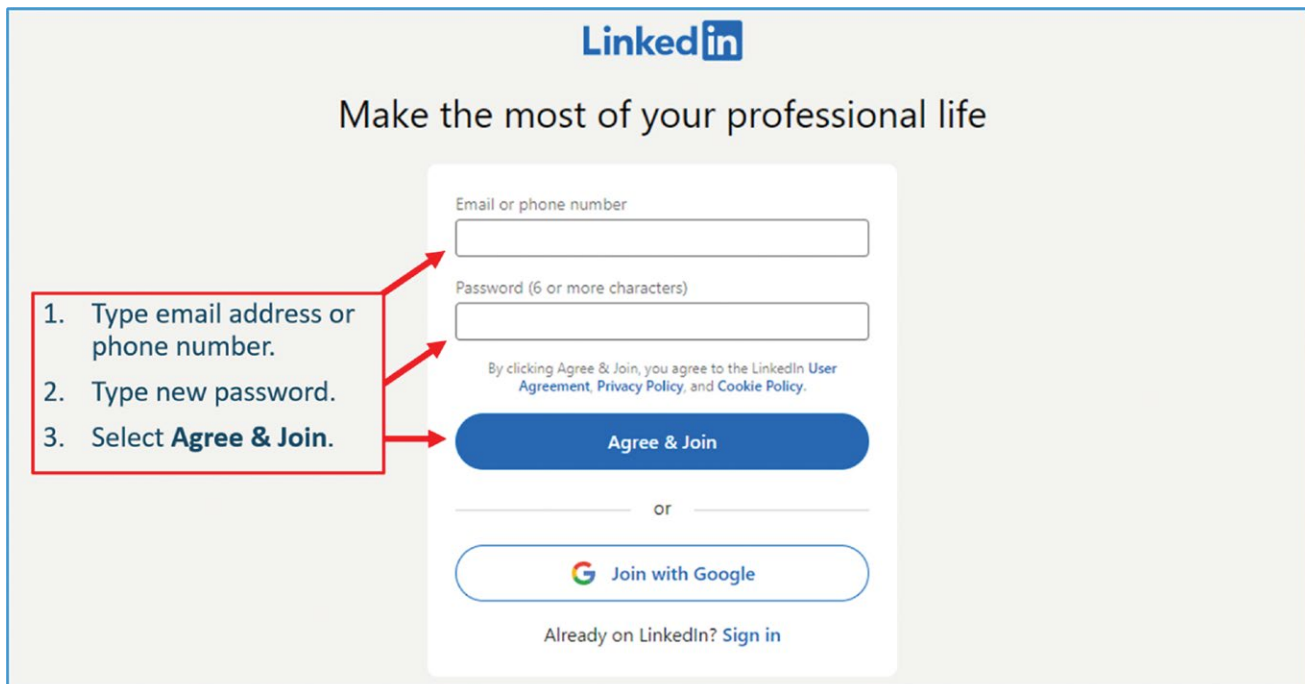 LinkedIn
Make the most of your professional life
Email or phone number
Password (6 or more characters)
1. Type email address or
phone number.
2. Type new password.
3. Select Agree & Join.
By clicking Agree & Join, you agree to the LinkedIn User
Agreement, Privacy Policy, and Cookie Policy.
Agree & Join
or
Join with Google
Already on LinkedIn? Sign in